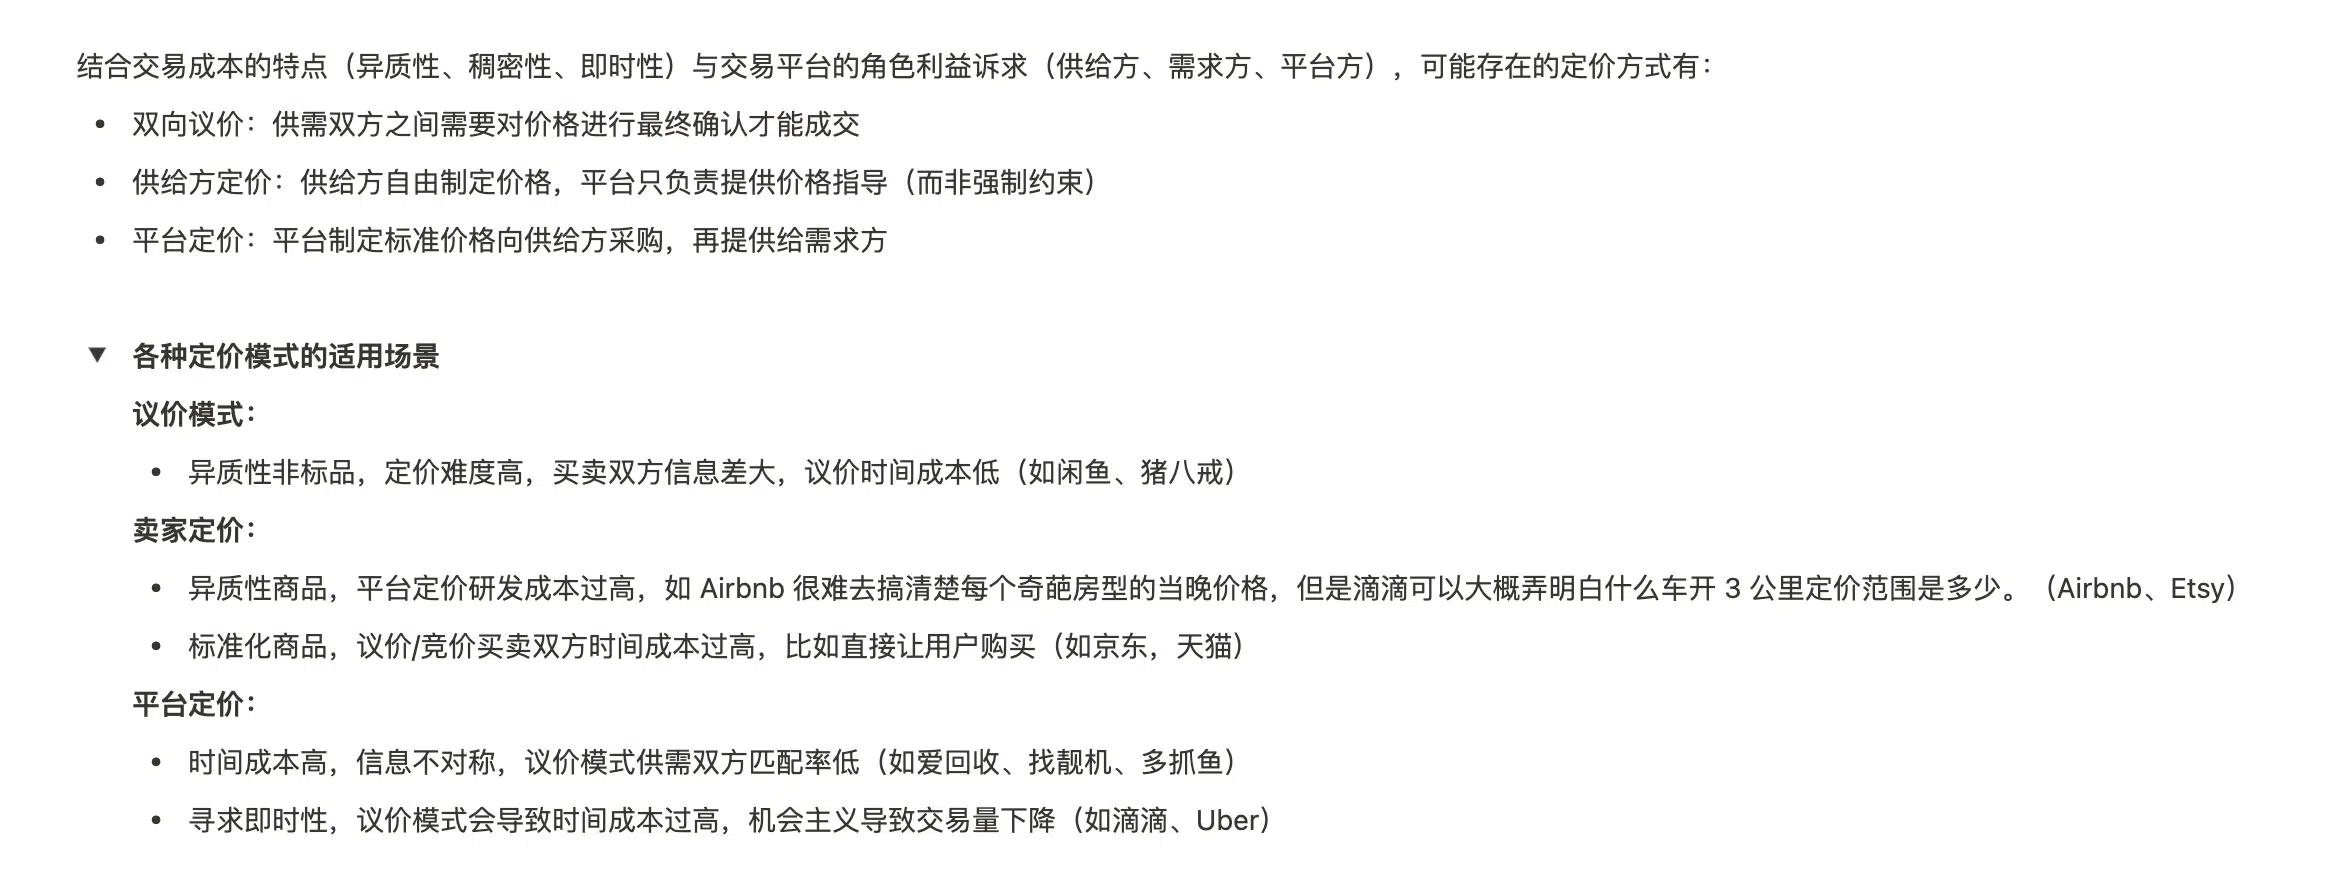 结合交易成本的特点（异质性、稠密性、即时性）与交易平台的角色利益诉求（供给方、需求方、平台方），可能存在的定价方式有：
• 双向议价：供需双方之间需要对价格进行最终确认才能成交
• 供给方定价：供给方自由制定价格，平台只负责提供价格指导（而非强制约束）
• 平台定价：平台制定标准价格向供给方采购，再提供给需求方
▼ 各种定价模式的适用场景
议价模式：
• 异质性非标品，定价难度高，买卖双方信息差大，议价时间成本低（如闲鱼、猪八戒）
卖家定价：
• 异质性商品，平台定价研发成本过高，如 Airbnb 很难去搞清楚每个奇葩房型的当晚价格，但是滴滴可以大概弄明白什么车开 3 公里定价范围是多少。（Airbnb、Etsy）
• 标准化商品，议价/竞价买卖双方时间成本过高，比如直接让用户购买（如京东，天猫）
平台定价：
• 时间成本高，信息不对称，议价模式供需双方匹配率低（如爱回收、找靓机、多抓鱼）
• 寻求即时性，议价模式会导致时间成本过高，机会主义导致交易量下降（如滴滴、Uber）